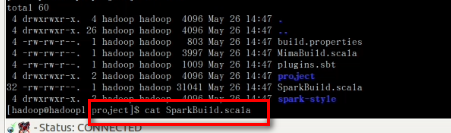 total 60
4 drwxrwxr-x. 4 hadoop hadoop 4096 May 26 14:47 .
4 drwxrwxr-x. 26 hadoop hadoop 4096 May 26 14:47 ..
4 -rw-rw-r--. 1 hadoop hadoop 803 May 26 14:47 build.properties
4 -rw-rw-r--. 1 hadoop hadoop 3997 May 26 14:47 MimaBuild.scala
4 -rw-rw-r--. 1 hadoop hadoop 1009 May 26 14:47 plugins.sbt
4 drwxrwxr-x. 2 hadoop hadoop 4096 May 26 14:47 project
32 -rw-rw-r--. 1 hadoop hadoop 31041 May 26 14:47 SparkBuild.scala
4 drwxrwxr-x. 3 hadoop hadoop 4096 May 26 14:47 spark-style
[hadoop@hadoop1 project]$ cat SparkBuild.scala
- Status: CONNECTED